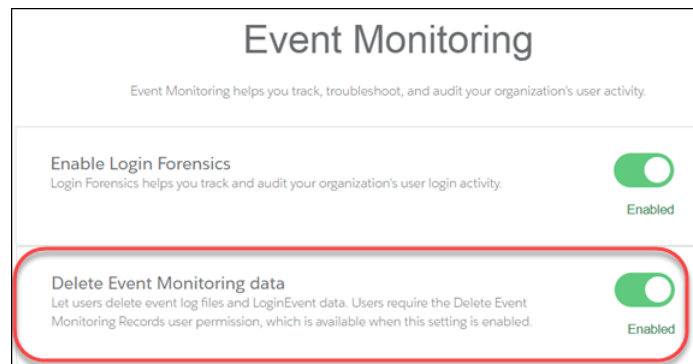 Event Monitoring
Event Monitoring helps you track, troubleshoot, and audit your organization's user activity.
Enable Login Forensics
Login Forensics helps you track and audit your organization's user login activity.
Enabled
Delete Event Monitoring data
Let users delete event log files and LoginEvent data. Users require the Delete Event
Monitoring Records user permission, which is available when this setting is enabled.
Enabled